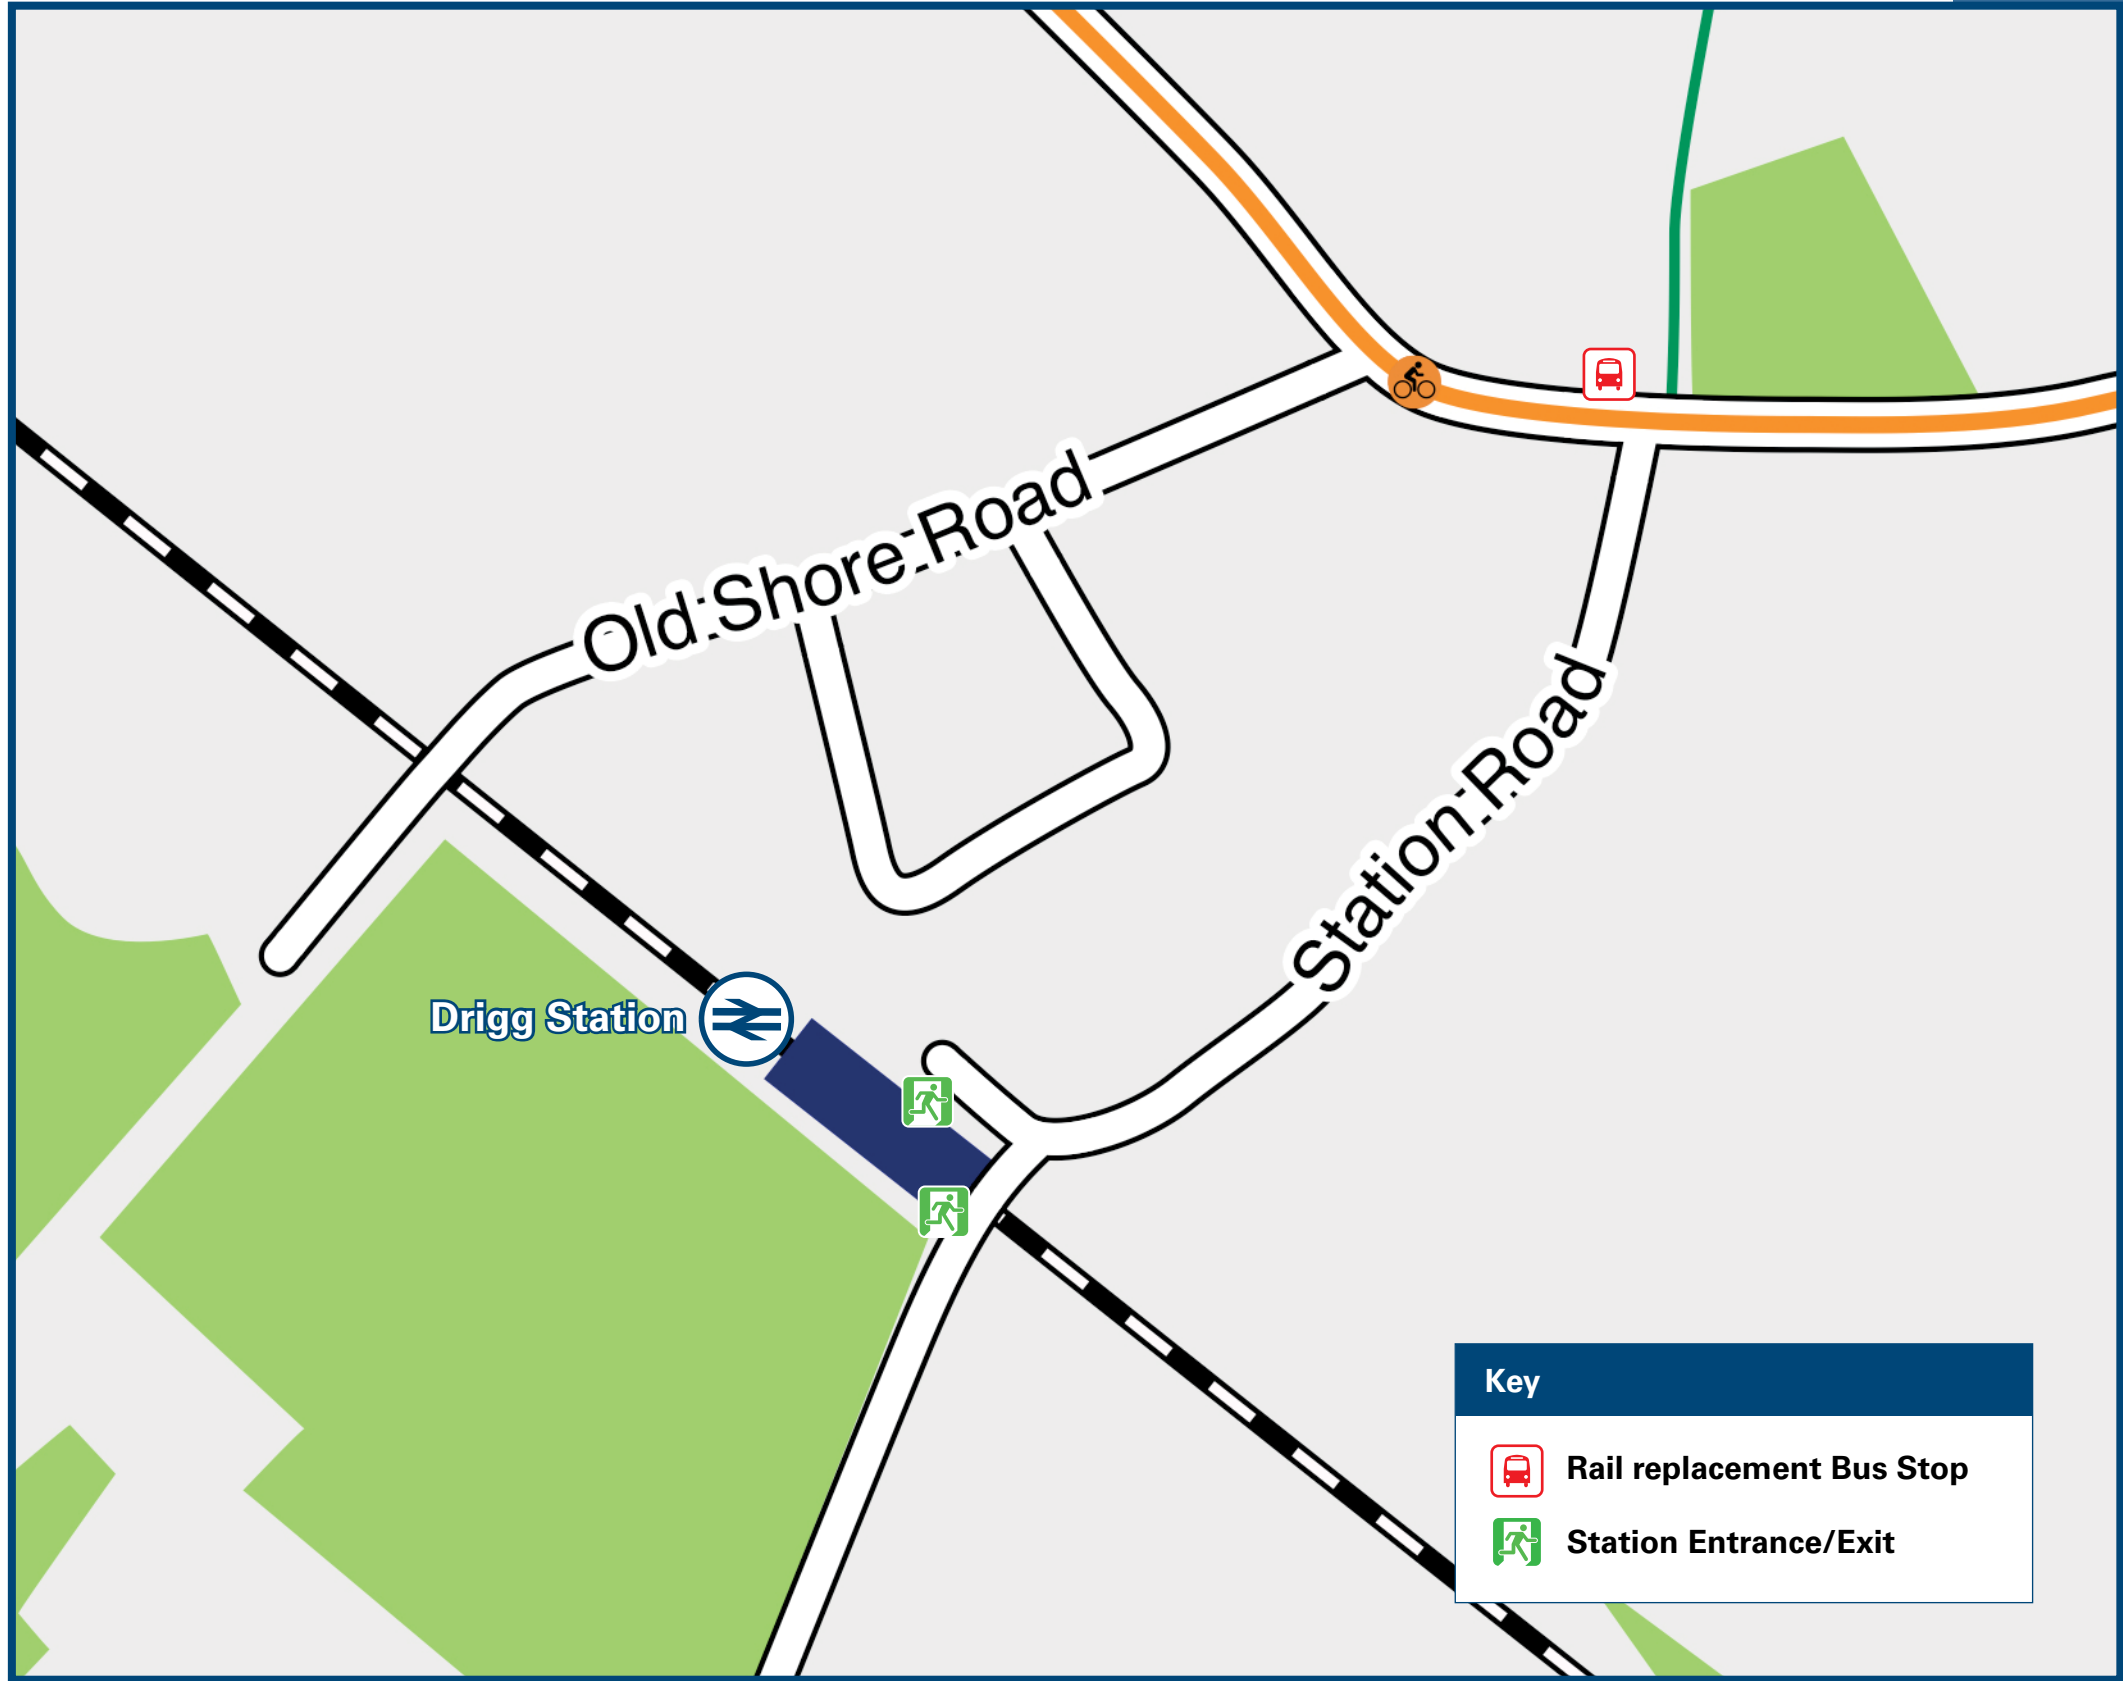 Old Shore Road
Station Road
Drigg Station
Key
Rail replacement Bus Stop
Station Entrance/Exit